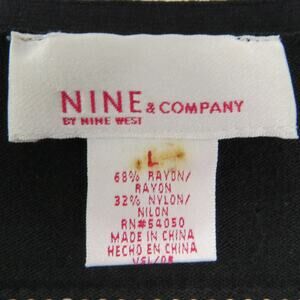 NINE & COMPANY
BY NINE WEST
L
68% RAYON/
RAYON
32% NYLON/
NILON
RN#54050
MADE IN CHINA
HECHO EN CHINA